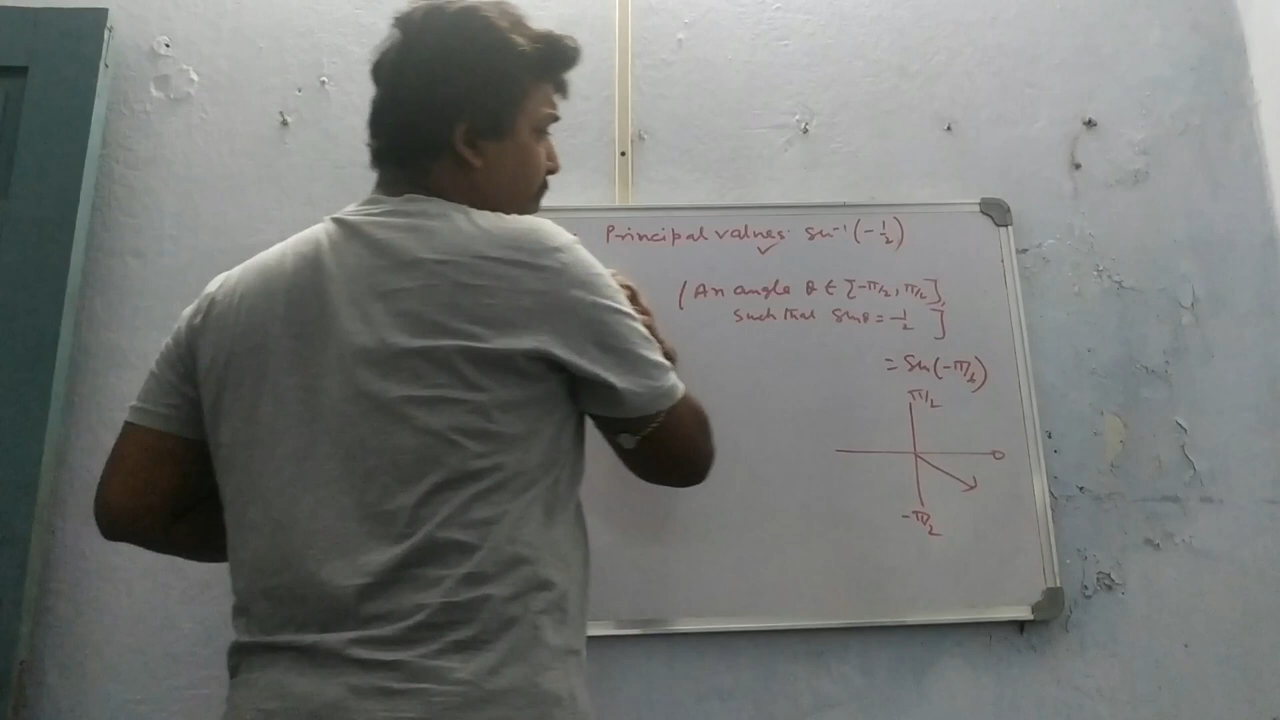 Principal values sin⁻¹(-1/2)
(An angle θ ∈ [-π/2, π/2],
such that sinθ = -1/2 ]
= sin(-π/6)
π/2
0
-π/2